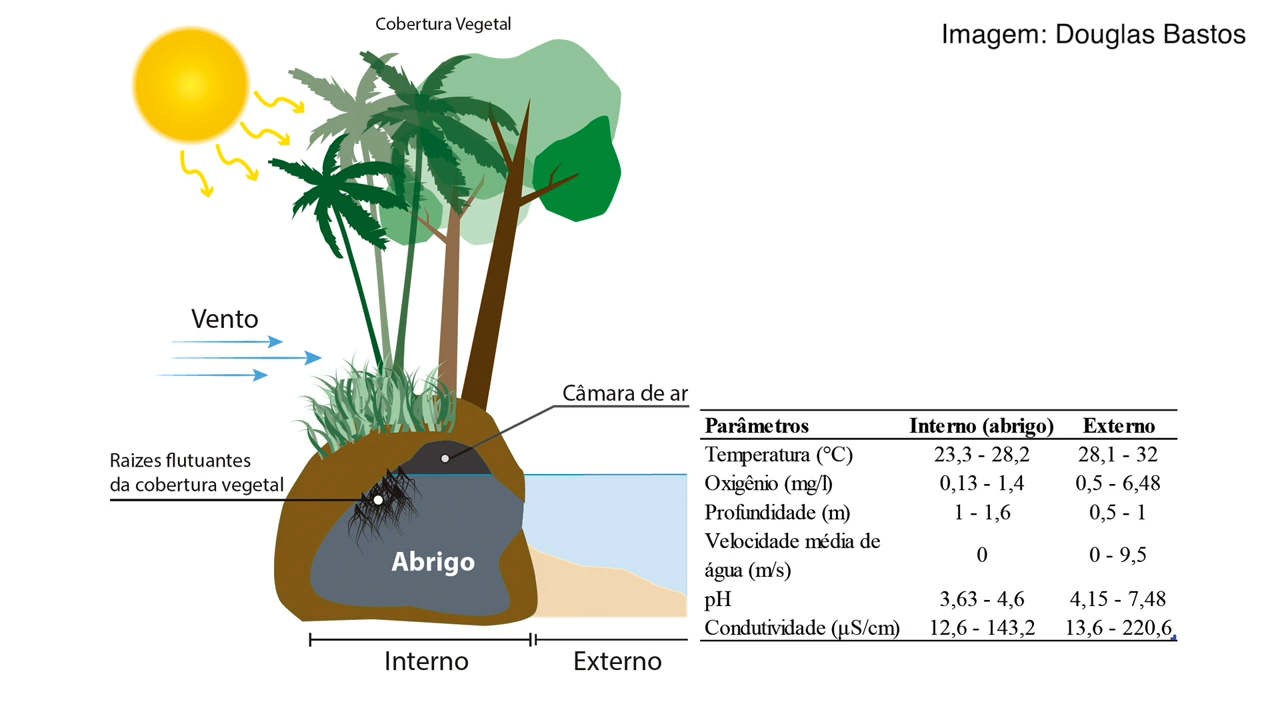 Cobertura Vegetal
Imagem: Douglas Bastos
Vento
Câmara de ar
Raizes flutuantes
da cobertura vegetal
Abrigo
Interno
Externo
Parâmetros Interno (abrigo) Externo
Temperatura (°C) 23,3 - 28,2 28,1 - 32
Oxigênio (mg/l) 0,13 - 1,4 0,5 - 6,48
Profundidade (m) 1 - 1,6 0,5 - 1
Velocidade média de
água (m/s) 0 0 - 9,5
pH 3,63 - 4,6 4,15 - 7,48
Condutividade (µS/cm) 12,6 - 143,2 13,6 - 220,6